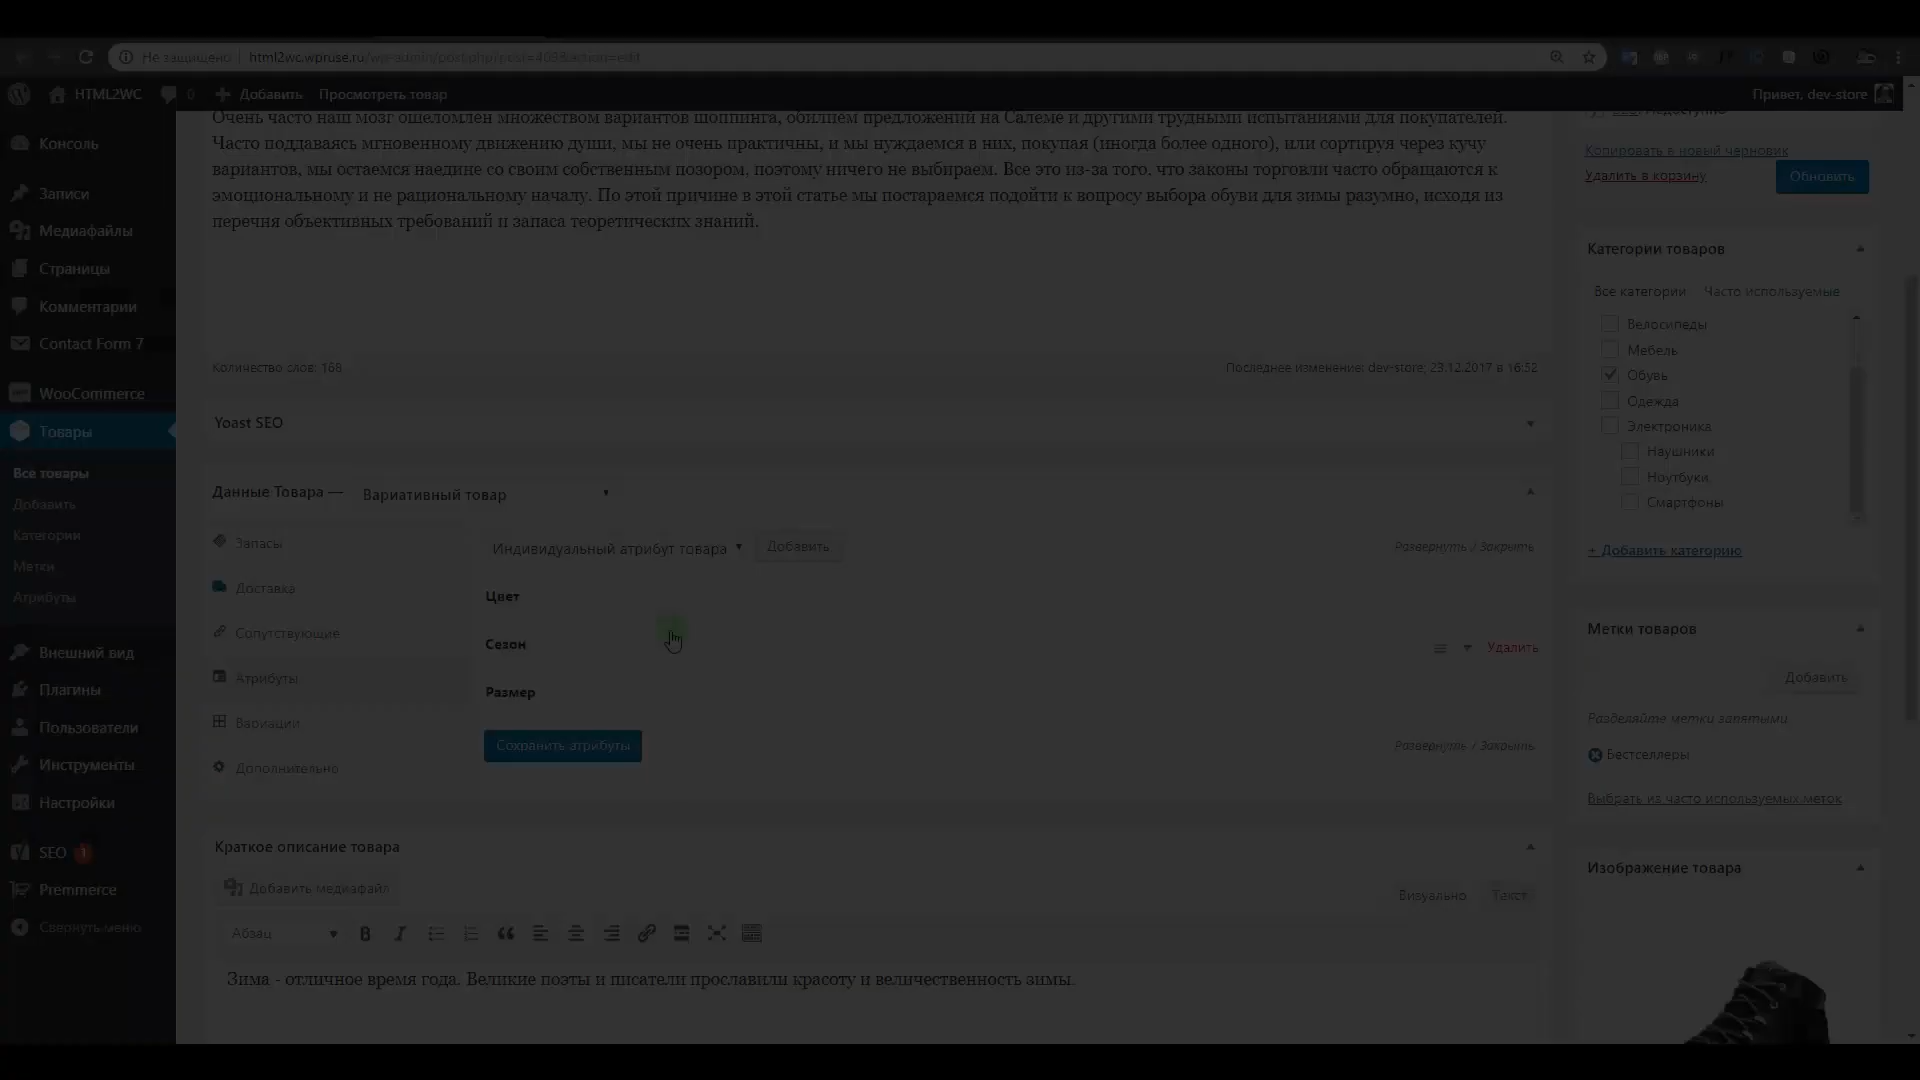 Не защищено | html2wc.wpruse.ru/wp-admin/post.php?post=409&action=edit
HTML2WC 0 Добавить Просмотреть товар Привет, dev-store
Консоль
Записи
Медиафайлы
Страницы
Комментарии
Contact Form 7
WooCommerce
Товары
Все товары
Добавить
Категории
Метки
Атрибуты
Внешний вид
Плагины
Пользователи
Инструменты
Настройки
SEO 1
Premmerce
Свернуть меню
Очень часто наш мозг ошеломлен множеством вариантов шоппинга, обилием предложений на Салеме и другими трудными испытаниями для покупателей.
Часто поддаваясь мгновенному движению души, мы не очень практичны, и мы нуждаемся в них, покупая (иногда более одного), или сортируя через кучу
вариантов, мы остаемся наедине со своим собственным позором, поэтому ничего не выбираем. Все это из-за того, что законы торговли часто обращаются к
эмоциональному и не рациональному началу. По этой причине в этой статье мы постараемся подойти к вопросу выбора обуви для зимы разумно, исходя из
перечня объективных требований и запаса теоретических знаний.
Количество слов: 168
Последнее изменение: dev-store; 23.12.2017 в 16:52
Yoast SEO
Данные Товара — Вариативный товар
Запасы
Доставка
Сопутствующие
Атрибуты
Вариации
Дополнительно
Индивидуальный атрибут товара Добавить Развернуть / Закрыть
Цвет
Сезон Удалить
Размер
Сохранить атрибуты Развернуть / Закрыть
Краткое описание товара
Добавить медиафайл Визуально Текст
Абзац B I
Зима - отличное время года. Великие поэты и писатели прославили красоту и величественность зимы.
Копировать в новый черновик
Удалить в корзину Обновить
Категории товаров
Все категории Часто используемые
Велосипеды
Мебель
Обувь
Одежда
Электроника
Наушники
Ноутбуки
Смартфоны
+ Добавить категорию
Метки товаров
Добавить
Разделяйте метки запятыми
Бестселлеры
Выбрать из часто используемых меток
Изображение товара